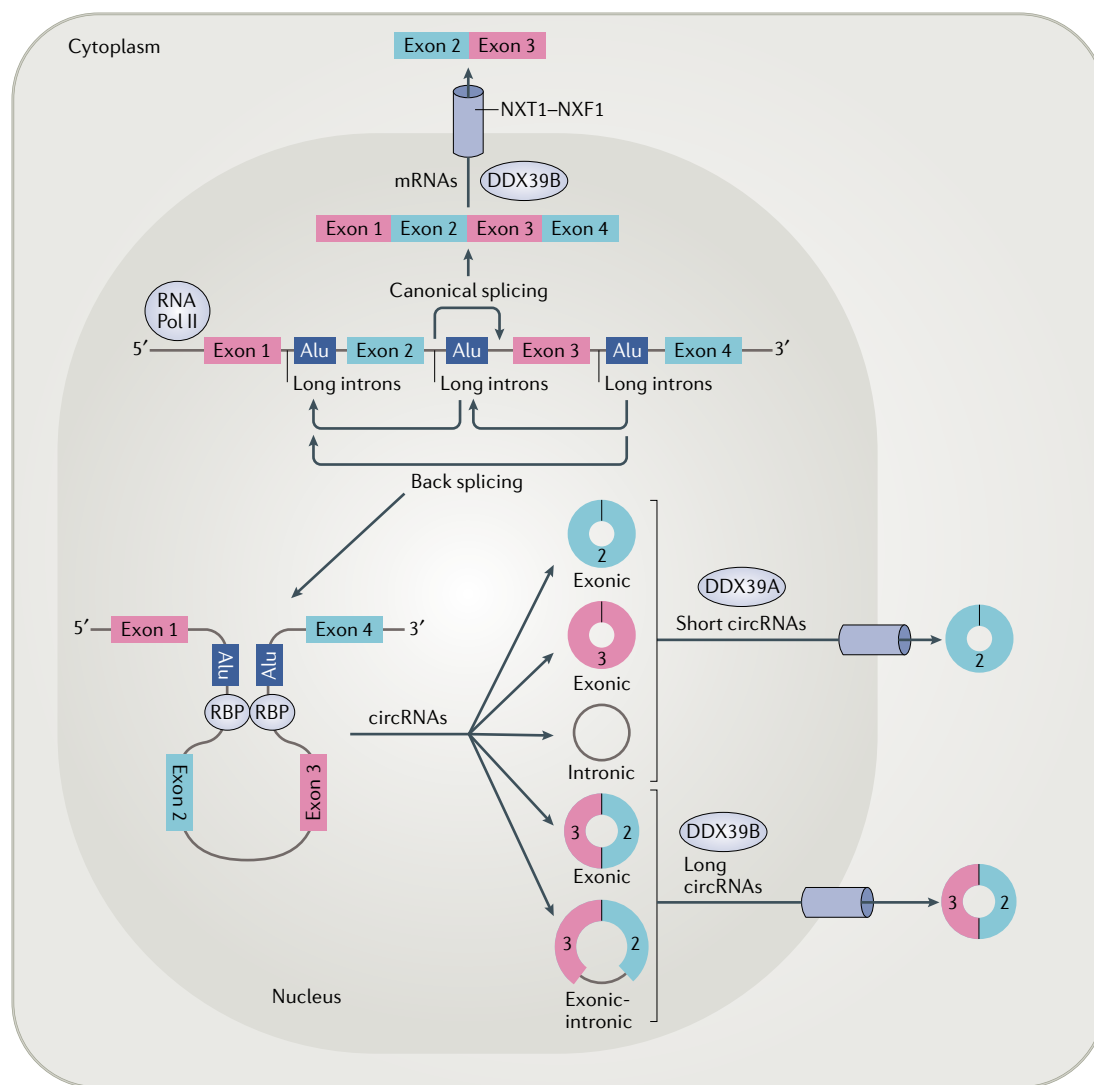 Cytoplasm
Exon 2 Exon 3
NXT1–NXF1
mRNAs
DDX39B
Exon 1 Exon 2 Exon 3 Exon 4
Canonical splicing
RNA
Pol II
5′ Exon 1 Alu Exon 2 Alu Exon 3 Alu Exon 4 3′
Long introns Long introns Long introns
Back splicing
2
Exonic
DDX39A
Short circRNAs
2
5′ Exon 1 Exon 4 3′
Alu Alu
3
Exonic
RBP RBP
circRNAs
Intronic
Exon 2 Exon 3
3 2
Exonic
DDX39B
Long
circRNAs
3 2
3 2
Exonic-
intronic
Nucleus